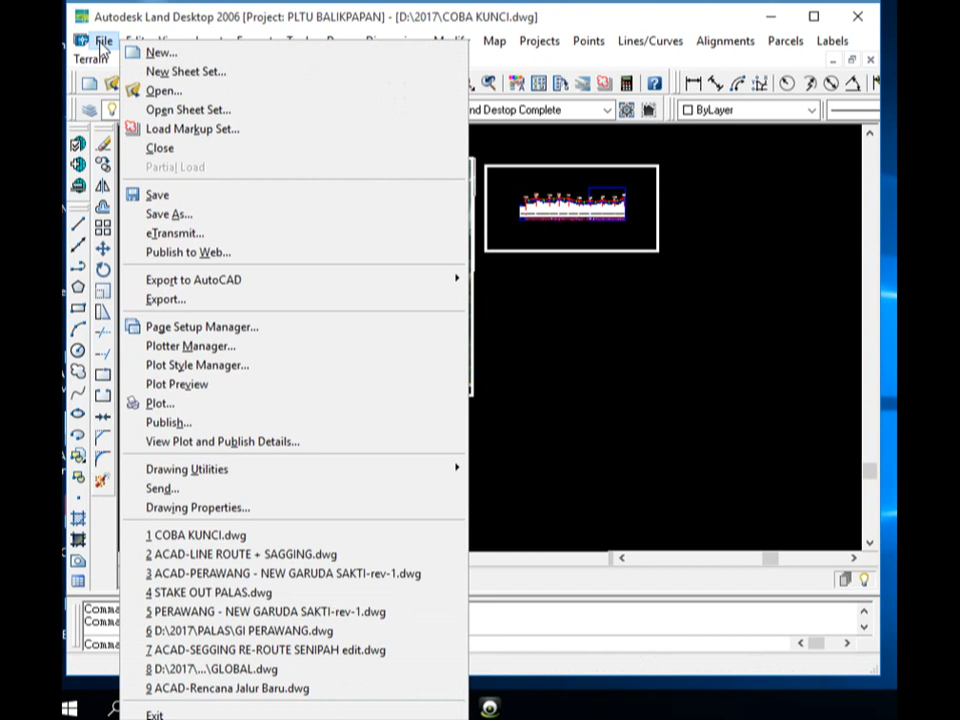 Autodesk Land Desktop 2006 [Project: PLTU BALIKPAPAN] - [D:\2017\COBA KUNCI.dwg]
File Map Projects Points Lines/Curves Alignments Parcels Labels
Terrain
New...
New Sheet Set...
Open...
Open Sheet Set...
nd Destop Complete
ByLayer
Load Markup Set...
Close
Partial Load
Save
Save As...
eTransmit...
Publish to Web...
Export to AutoCAD
Export...
Page Setup Manager...
Plotter Manager...
Plot Style Manager...
Plot Preview
Plot...
Publish...
View Plot and Publish Details...
Drawing Utilities
Send...
Drawing Properties...
1 COBA KUNCI.dwg
2 ACAD-LINE ROUTE + SAGGING.dwg
3 ACAD-PERAWANG - NEW GARUDA SAKTI-rev-1.dwg
4 STAKE OUT PALAS.dwg
5 PERAWANG - NEW GARUDA SAKTI-rev-1.dwg
6 D:\2017\PALAS\GI PERAWANG.dwg
7 ACAD-SEGGING RE-ROUTE SENIPAH edit.dwg
8 D:\2017\...\GLOBAL.dwg
9 ACAD-Rencana Jalur Baru.dwg
Exit
Comma
Comma
Comma